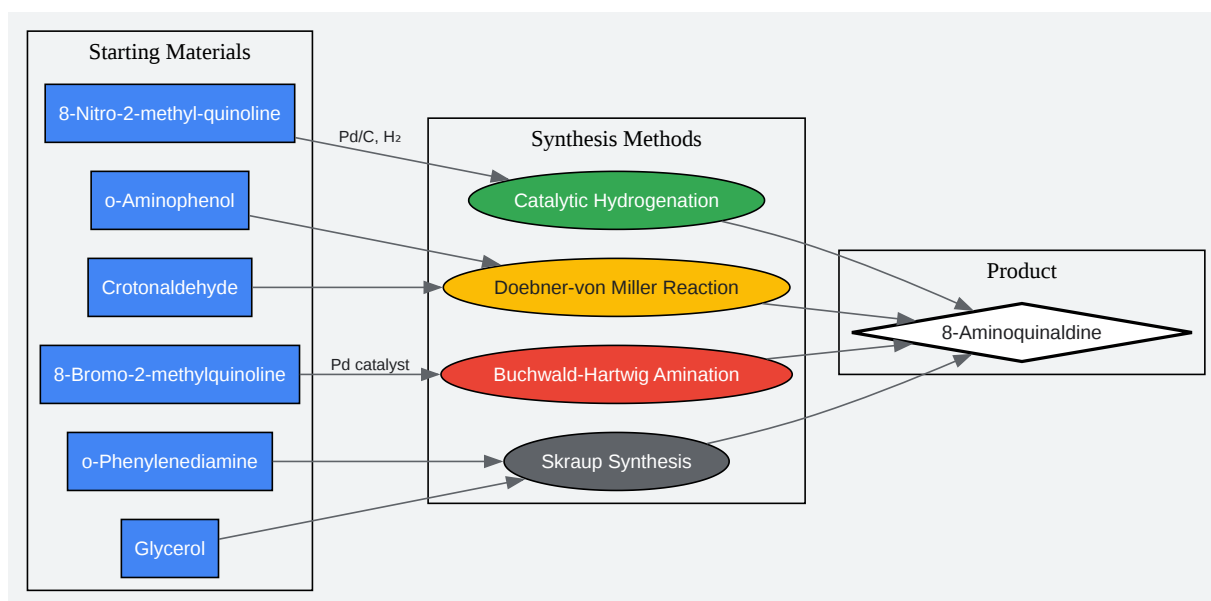 Starting Materials
8-Nitro-2-methyl-quinoline
o-Aminophenol
Crotonaldehyde
8-Bromo-2-methylquinoline
o-Phenylenediamine
Glycerol
Pd/C, H₂
Pd catalyst
Synthesis Methods
Catalytic Hydrogenation
Doebner-von Miller Reaction
Buchwald-Hartwig Amination
Skraup Synthesis
Product
8-Aminoquinaldine